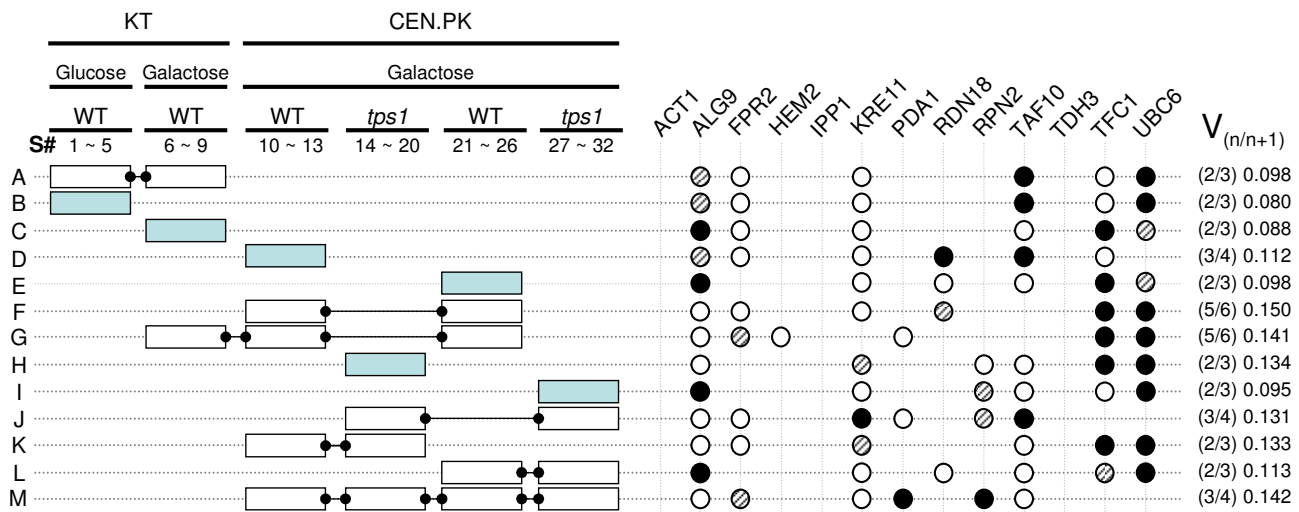 KT CEN.PK
Glucose Galactose Galactose
WT WT WT tps1 WT tps1
S# 1 ~ 5 6 ~ 9 10 ~ 13 14 ~ 20 21 ~ 26 27 ~ 32
ACT1 ALG9 FPR2 HEM2 IPP1 KRE11 PDA1 RDN18 RPN2 TAF10 TDH3 TFC1 UBC6
V(n/n+1)
A (2/3) 0.098
B (2/3) 0.080
C (2/3) 0.088
D (3/4) 0.112
E (2/3) 0.098
F (5/6) 0.150
G (5/6) 0.141
H (2/3) 0.134
I (2/3) 0.095
J (3/4) 0.131
K (2/3) 0.133
L (2/3) 0.113
M (3/4) 0.142